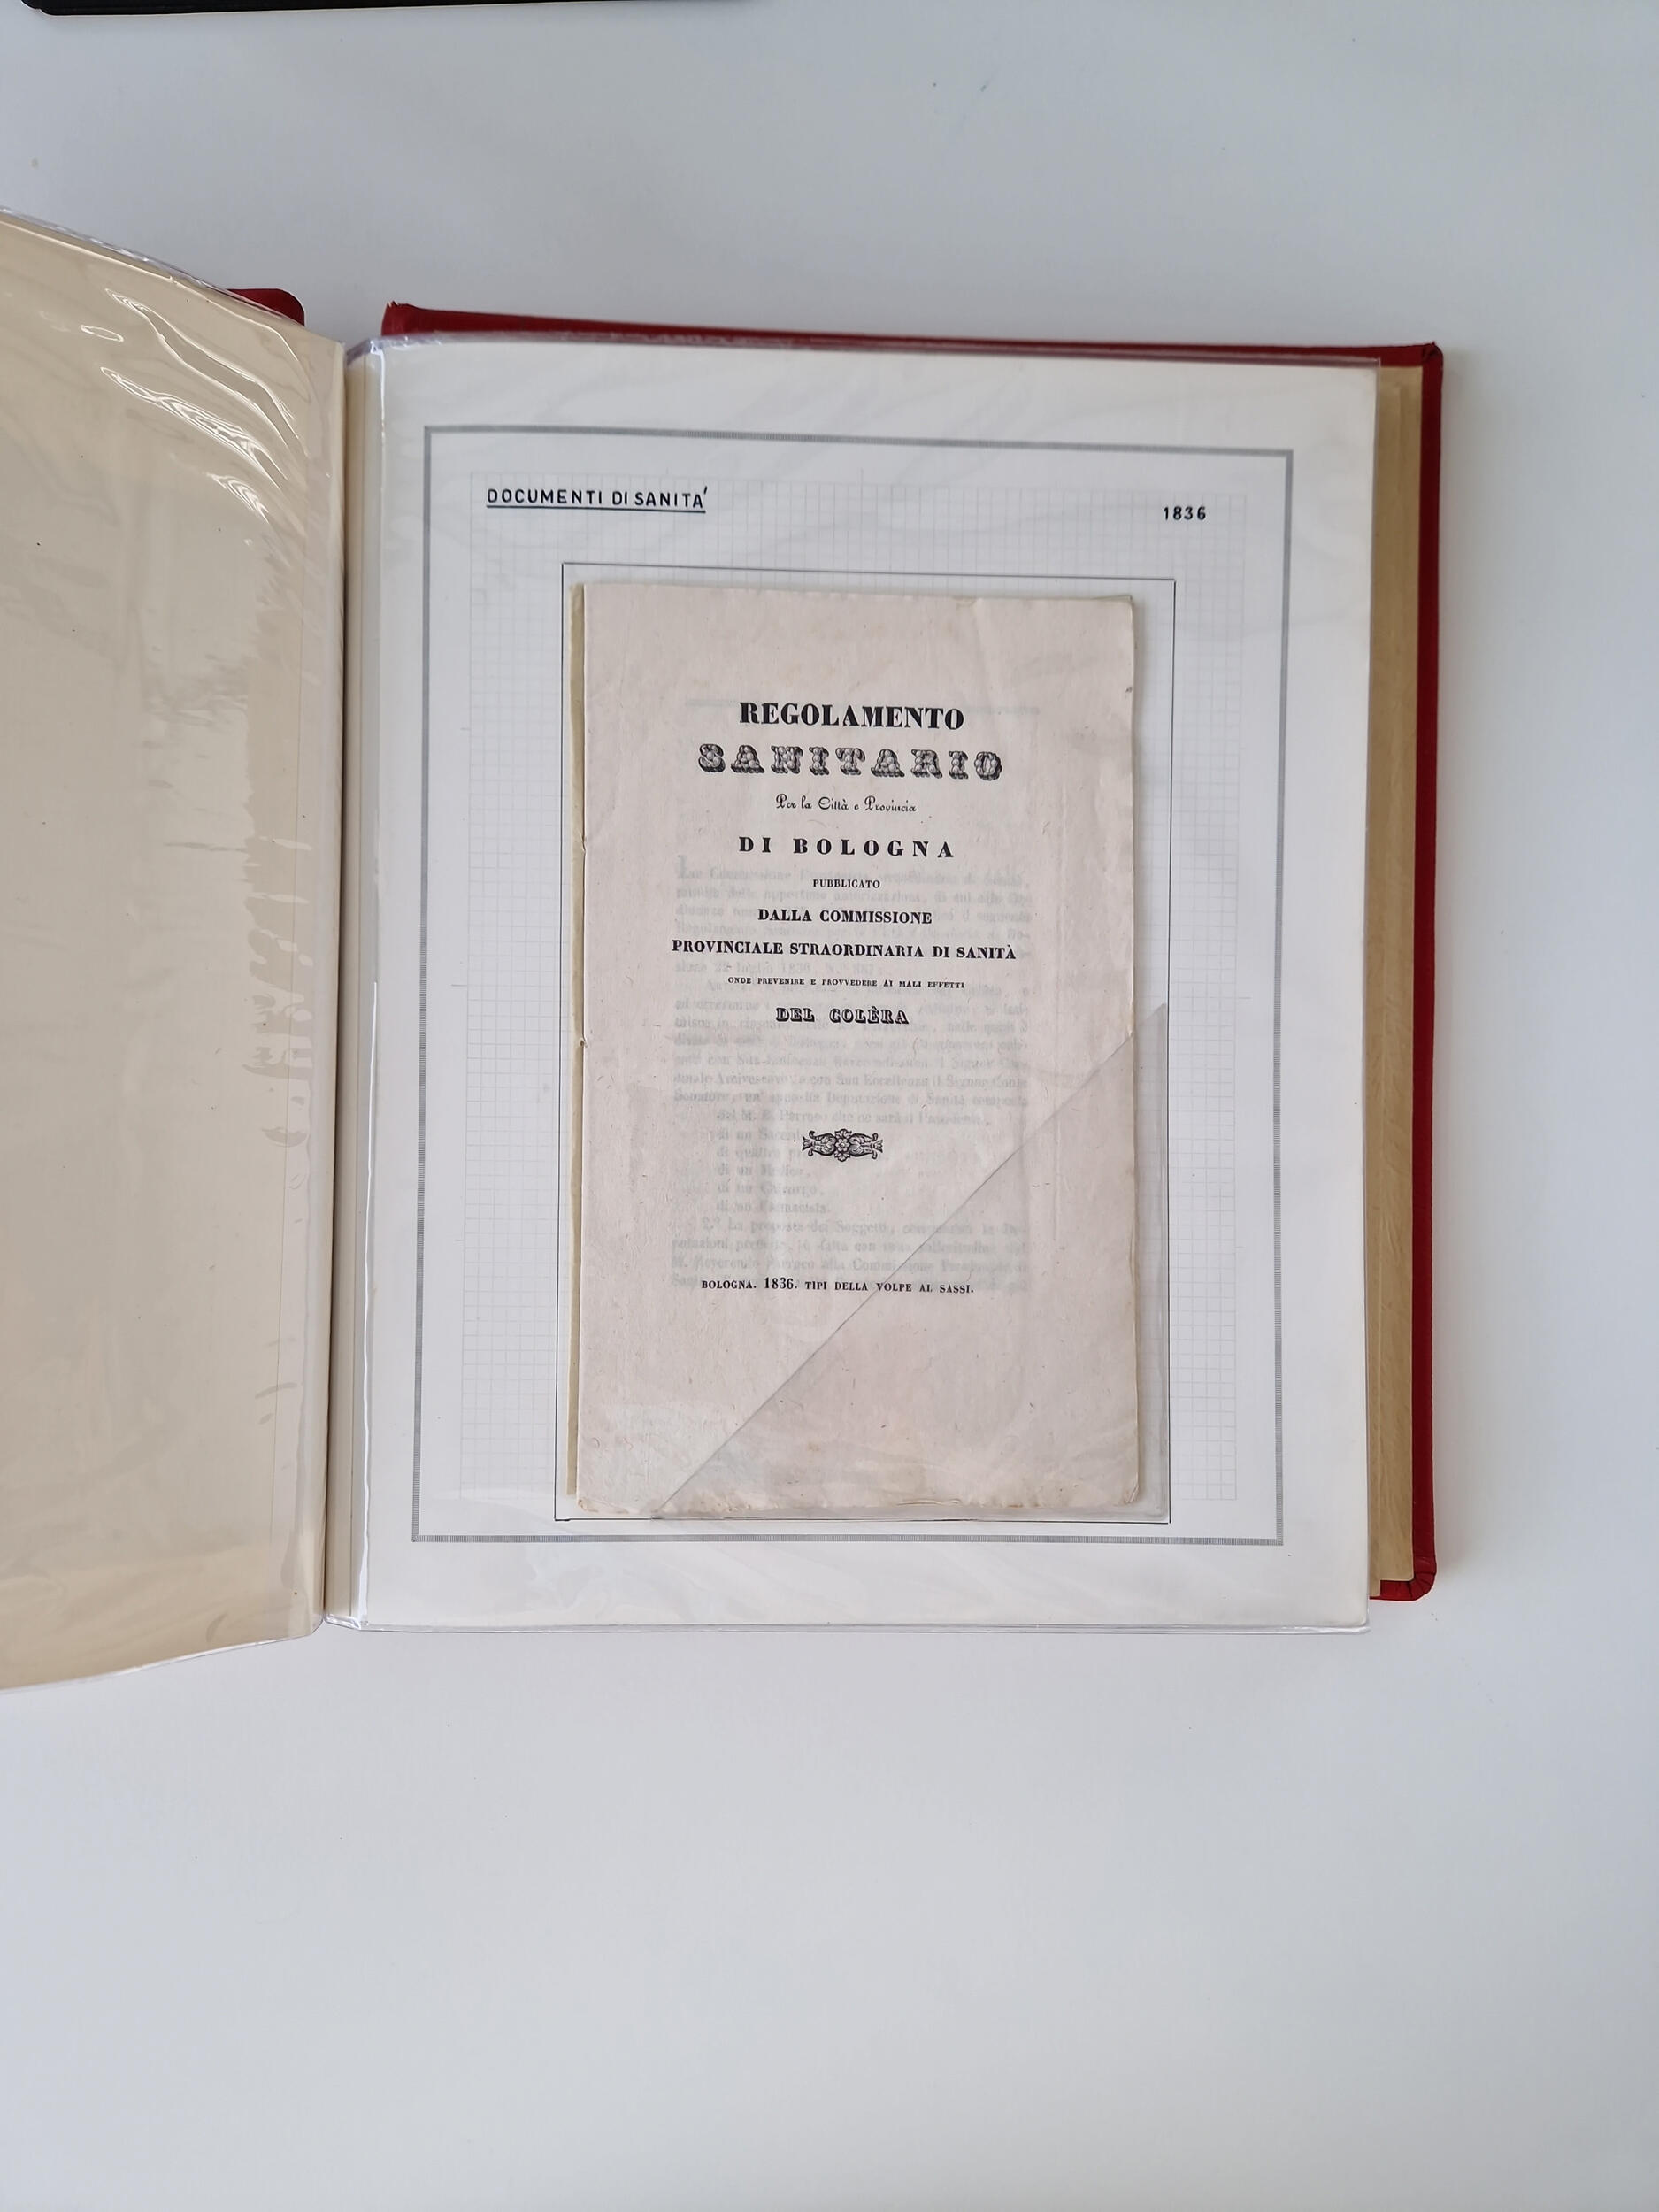 DOCUMENTI DI SANITA'
1836
REGOLAMENTO
SANITARIO
Per la Città e Provincia
DI BOLOGNA
PUBBLICATO
DALLA COMMISSIONE
PROVINCIALE STRAORDINARIA DI SANITÀ
ONDE PREVENIRE E PROVVEDERE AI MALI EFFETTI
DEL COLÈRA
BOLOGNA. 1836. TIPI DELLA VOLPE AL SASSI.